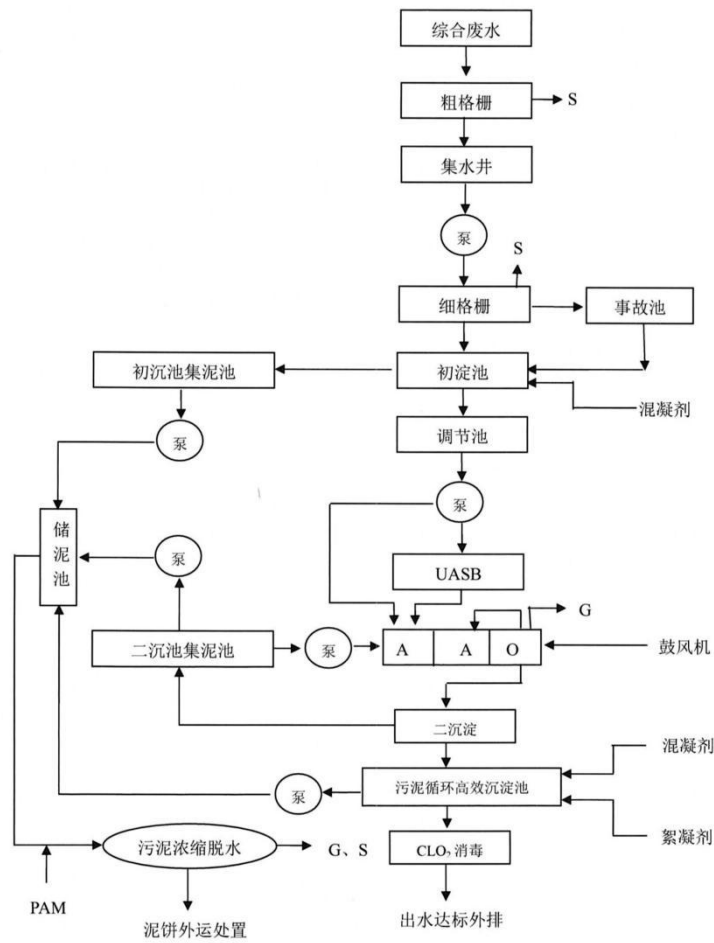 综合废水
粗格栅
S
集水井
泵
S
细格栅
事故池
初沉池集泥池
初淀池
混凝剂
泵
调节池
泵
储
泥
池
泵
UASB
G
二沉池集泥池
泵
A
A
O
鼓风机
二沉淀
混凝剂
泵
污泥循环高效沉淀池
絮凝剂
污泥浓缩脱水
G、S
CLO₂消毒
PAM
泥饼外运处置
出水达标外排